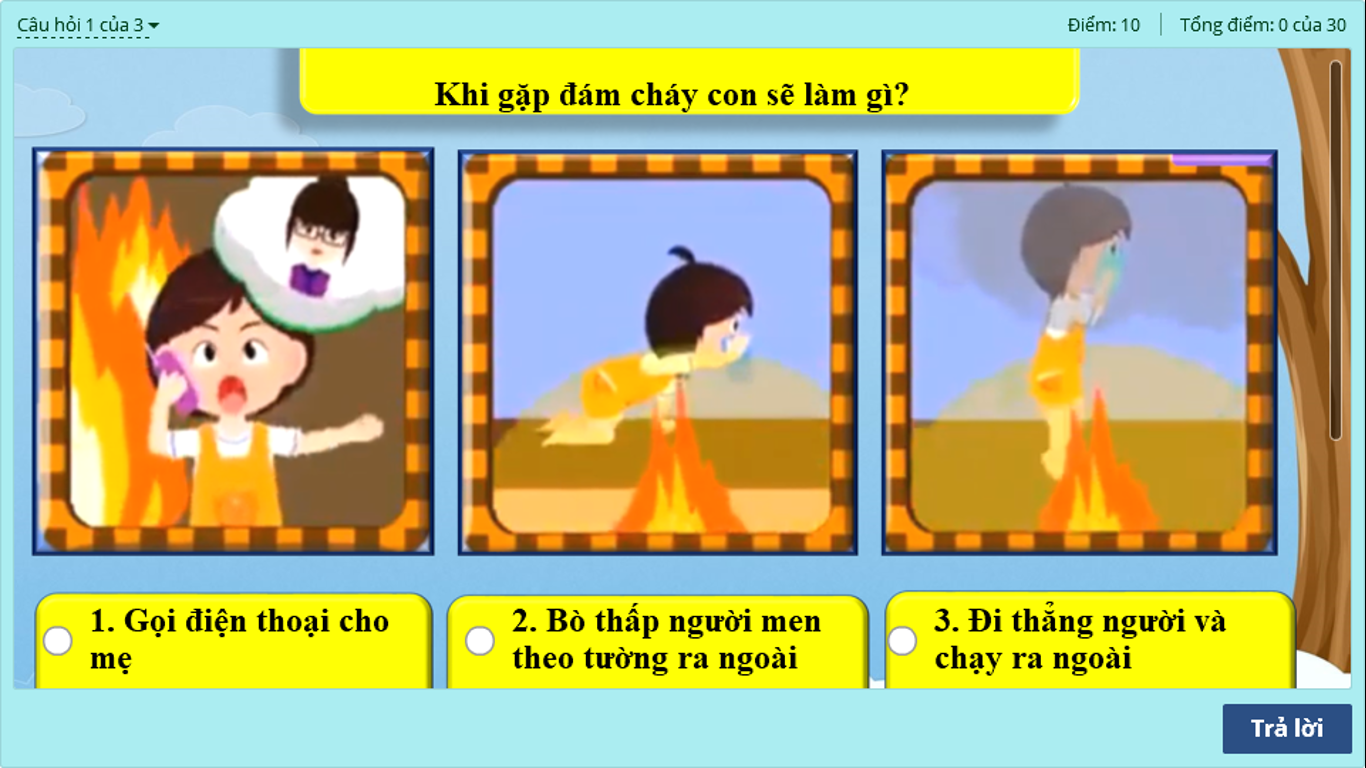 Câu hỏi 1 của 3
Điểm: 10
Tổng điểm: 0 của 30
Khi gặp đám cháy con sẽ làm gì?
1. Gọi điện thoại cho
mẹ
2. Bò thấp người men
theo tường ra ngoài
3. Đi thẳng người và
chạy ra ngoài
Trả lời